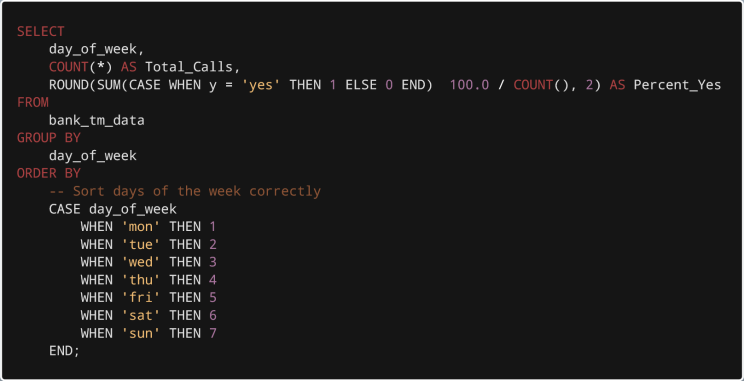 SELECT
    day_of_week,
    COUNT(*) AS Total_Calls,
    ROUND(SUM(CASE WHEN y = 'yes' THEN 1 ELSE 0 END)  100.0 / COUNT(), 2) AS Percent_Yes
FROM
    bank_tm_data
GROUP BY
    day_of_week
ORDER BY
    -- Sort days of the week correctly
    CASE day_of_week
        WHEN 'mon' THEN 1
        WHEN 'tue' THEN 2
        WHEN 'wed' THEN 3
        WHEN 'thu' THEN 4
        WHEN 'fri' THEN 5
        WHEN 'sat' THEN 6
        WHEN 'sun' THEN 7
    END;